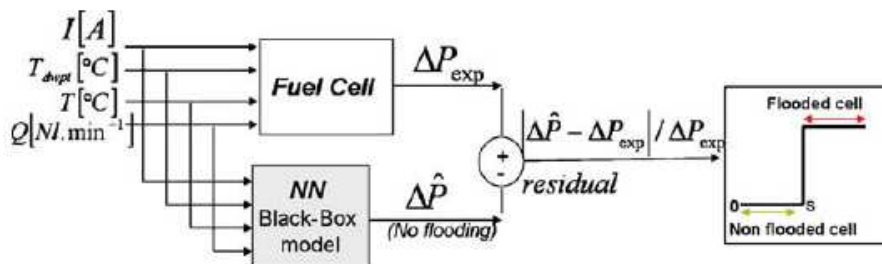 I[A]
T_dwpt[°C]
T[°C]
Q[Nl.min⁻¹]
Fuel Cell
ΔP_exp
NN
Black-Box
model
ΔP̂
(No flooding)
+
-
|ΔP̂ − ΔP_exp| / ΔP_exp
residual
Flooded cell
0
s
Non flooded cell